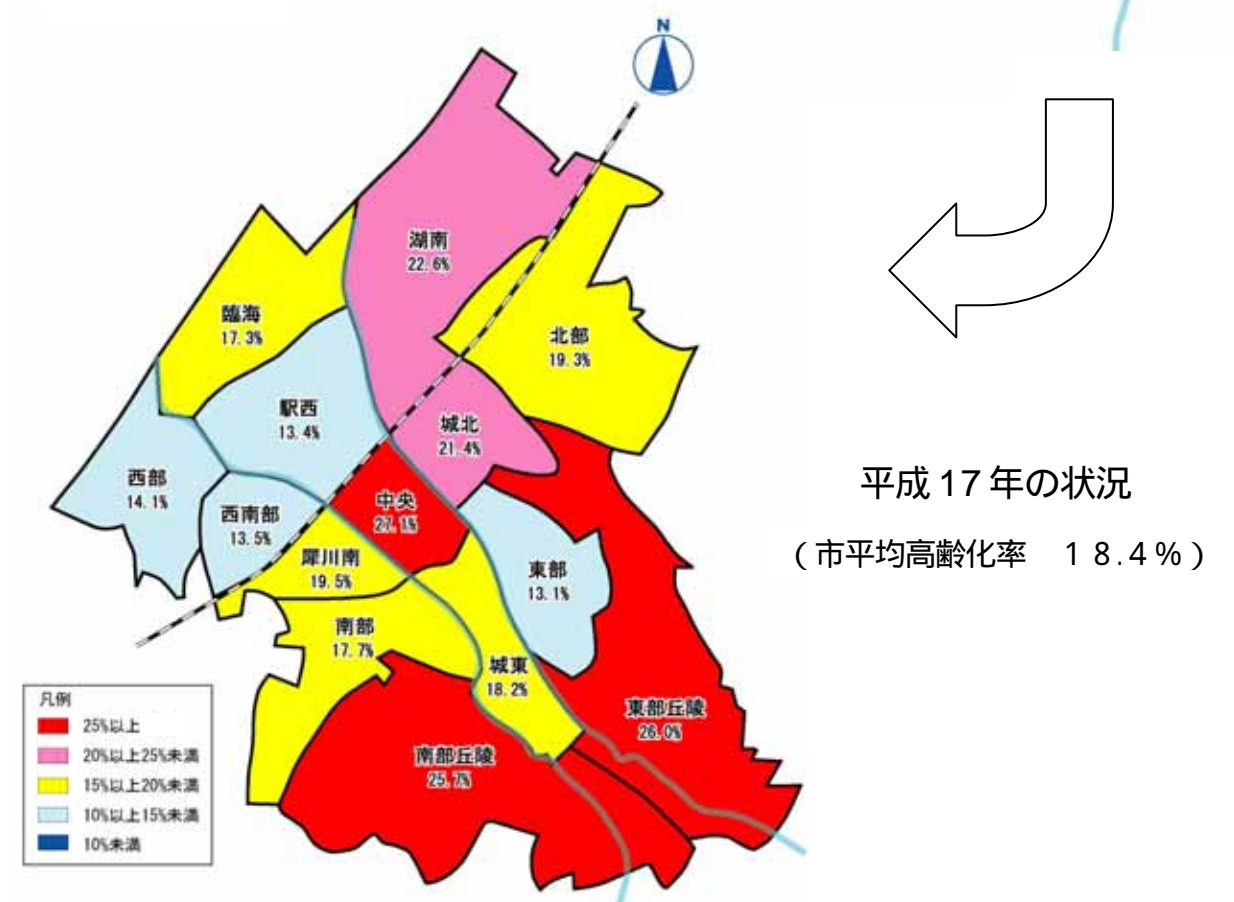 N
湖南
22.6%
臨海
17.3%
北部
19.3%
駅西
13.4%
城北
21.4%
西部
14.1%
中央
27.1%
西南部
13.5%
犀川南
19.5%
東部
13.1%
南部
17.7%
城東
18.2%
東部丘陵
26.0%
南部丘陵
25.7%
凡例
25%以上
20%以上25%未満
15%以上20%未満
10%以上15%未満
10%未満
平成17年の状況
(市平均高齢化率 18.4%)